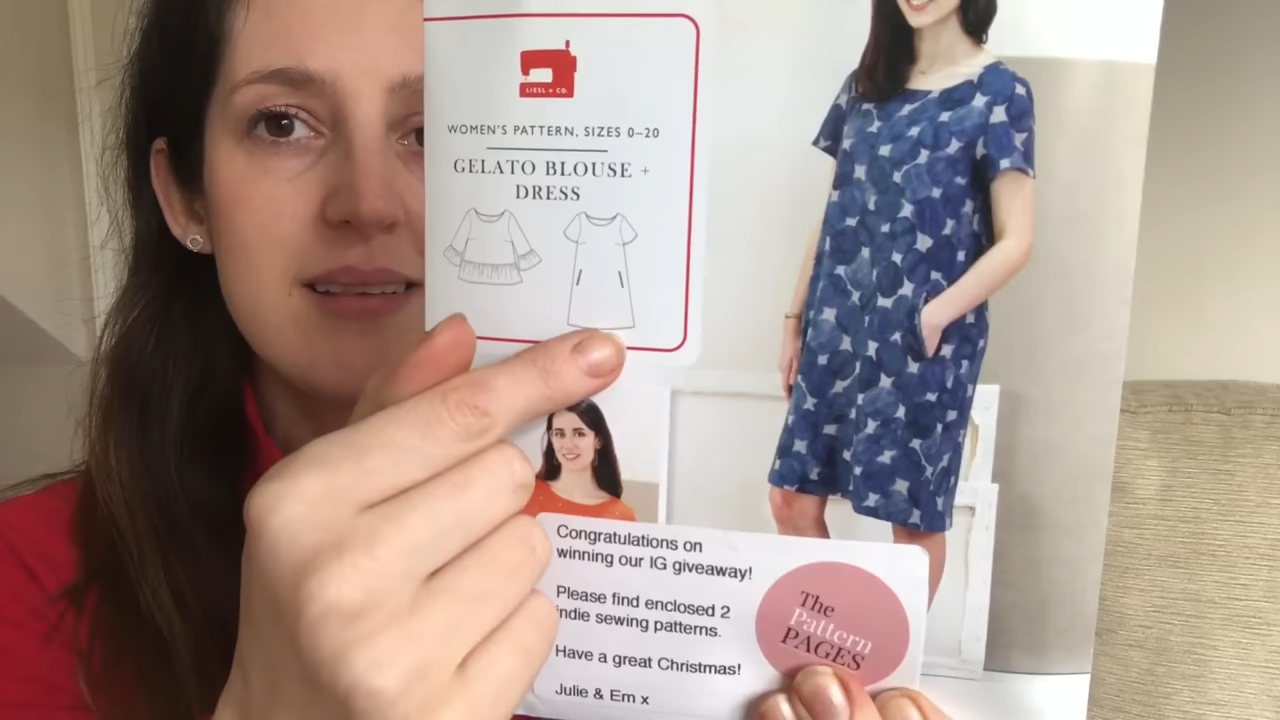 LIESL + CO.
WOMEN'S PATTERN, SIZES 0–20
GELATO BLOUSE +
DRESS
Congratulations on
winning our IG giveaway!
Please find enclosed 2
indie sewing patterns.
Have a great Christmas!
Julie & Em x
The
Pattern
PAGES